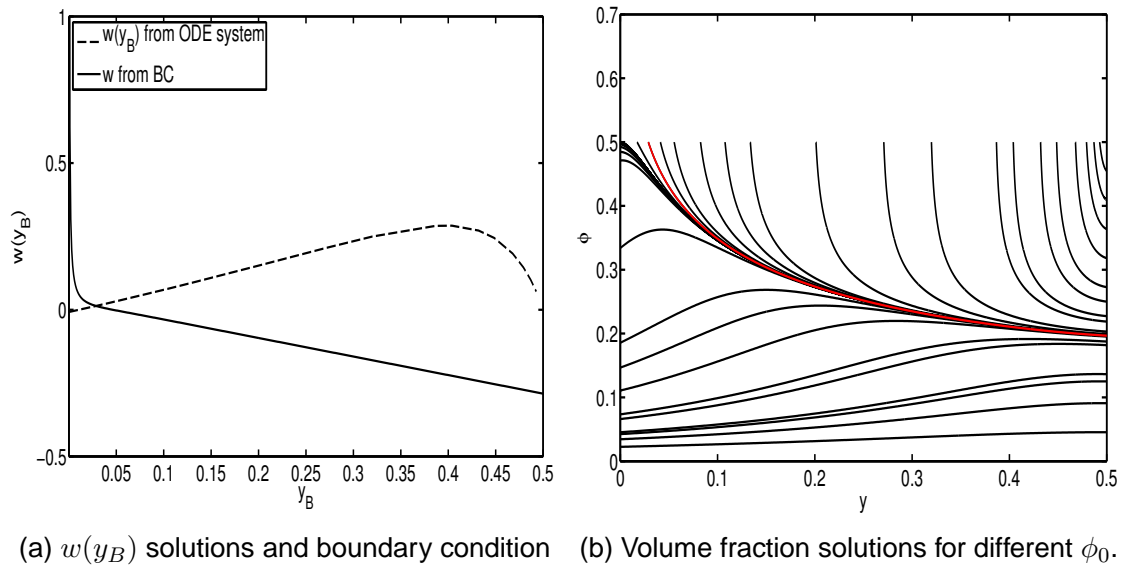 1
0.5
0
−0.5
w(y_B)
w(y_B) from ODE system
w from BC
0.05 0.1 0.15 0.2 0.25 0.3 0.35 0.4 0.45 0.5
y_B
0.7
0.6
0.5
0.4
0.3
0.2
0.1
0
ϕ
0 0.1 0.2 0.3 0.4 0.5
y
(a) w(y_B) solutions and boundary condition
(b) Volume fraction solutions for different ϕ_0.